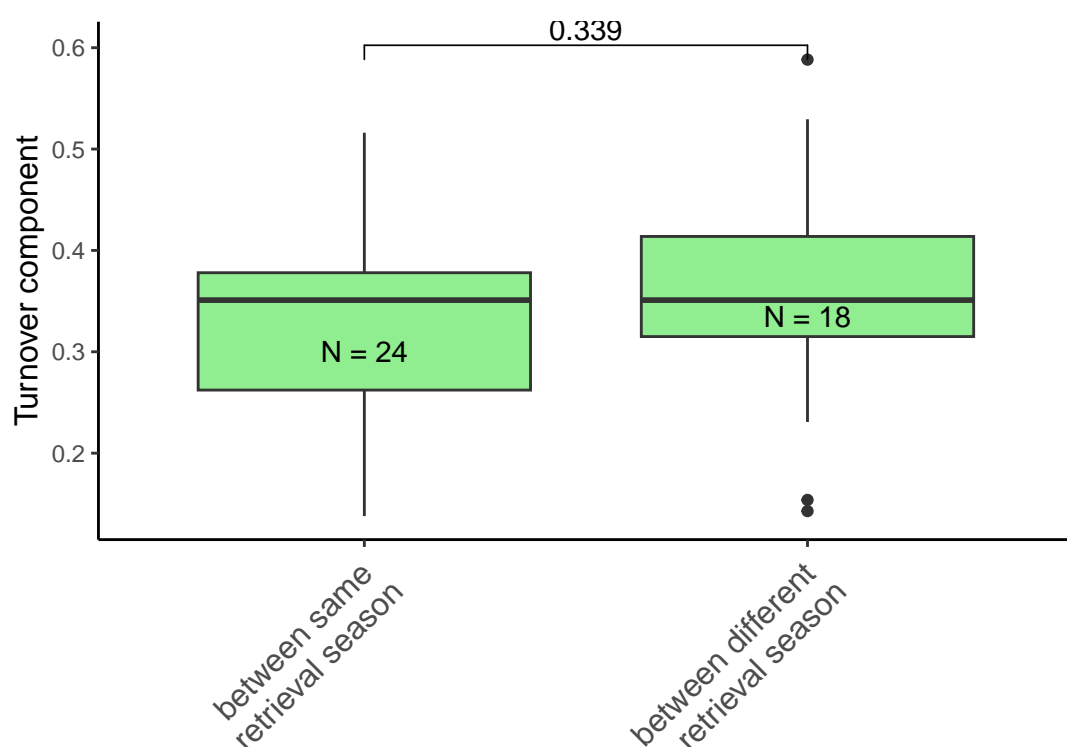 0.339
0.6
0.5
0.4
0.3
0.2
Turnover component
N = 24
N = 18
between same
retrieval season
between different
retrieval season